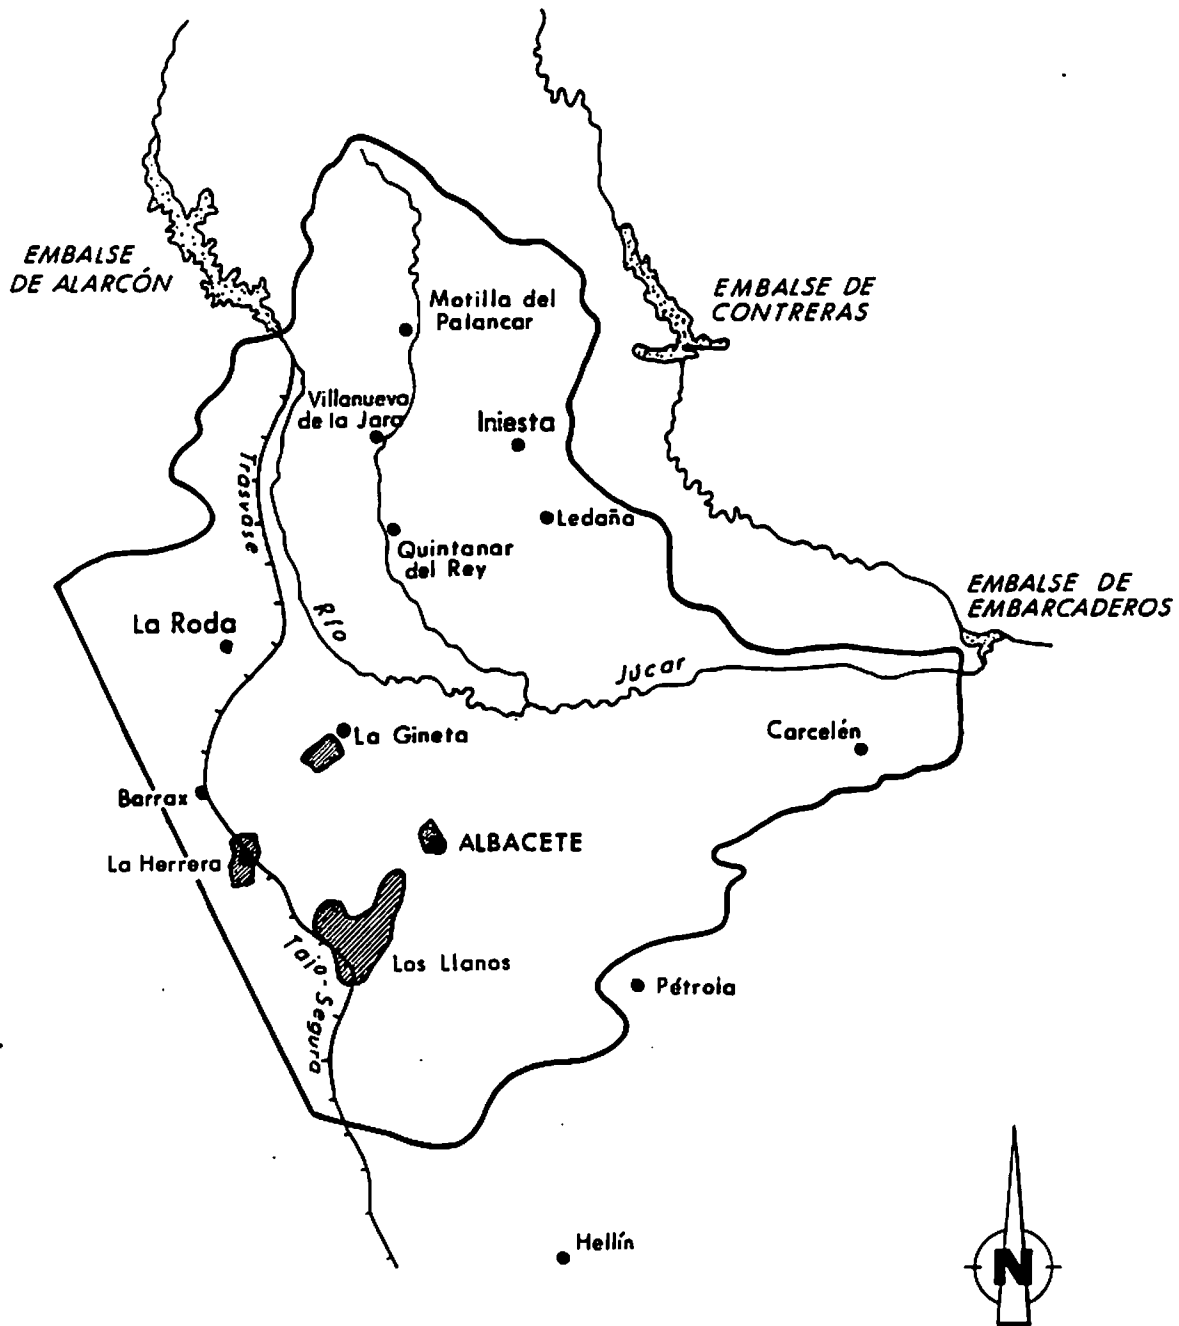 EMBALSE
DE ALARCÓN
EMBALSE DE
CONTRERAS
Motilla del
Palancar
Villanueva
de la Jara
Iniesta
Trasvase
Ledaña
Quintanar
del Rey
EMBALSE DE
EMBARCADEROS
La Roda
Río
Júcar
La Gineta
Carcelén
Barrax
ALBACETE
La Herrera
Los Llanos
Tajo-Segura
Pétrola
Hellín
N